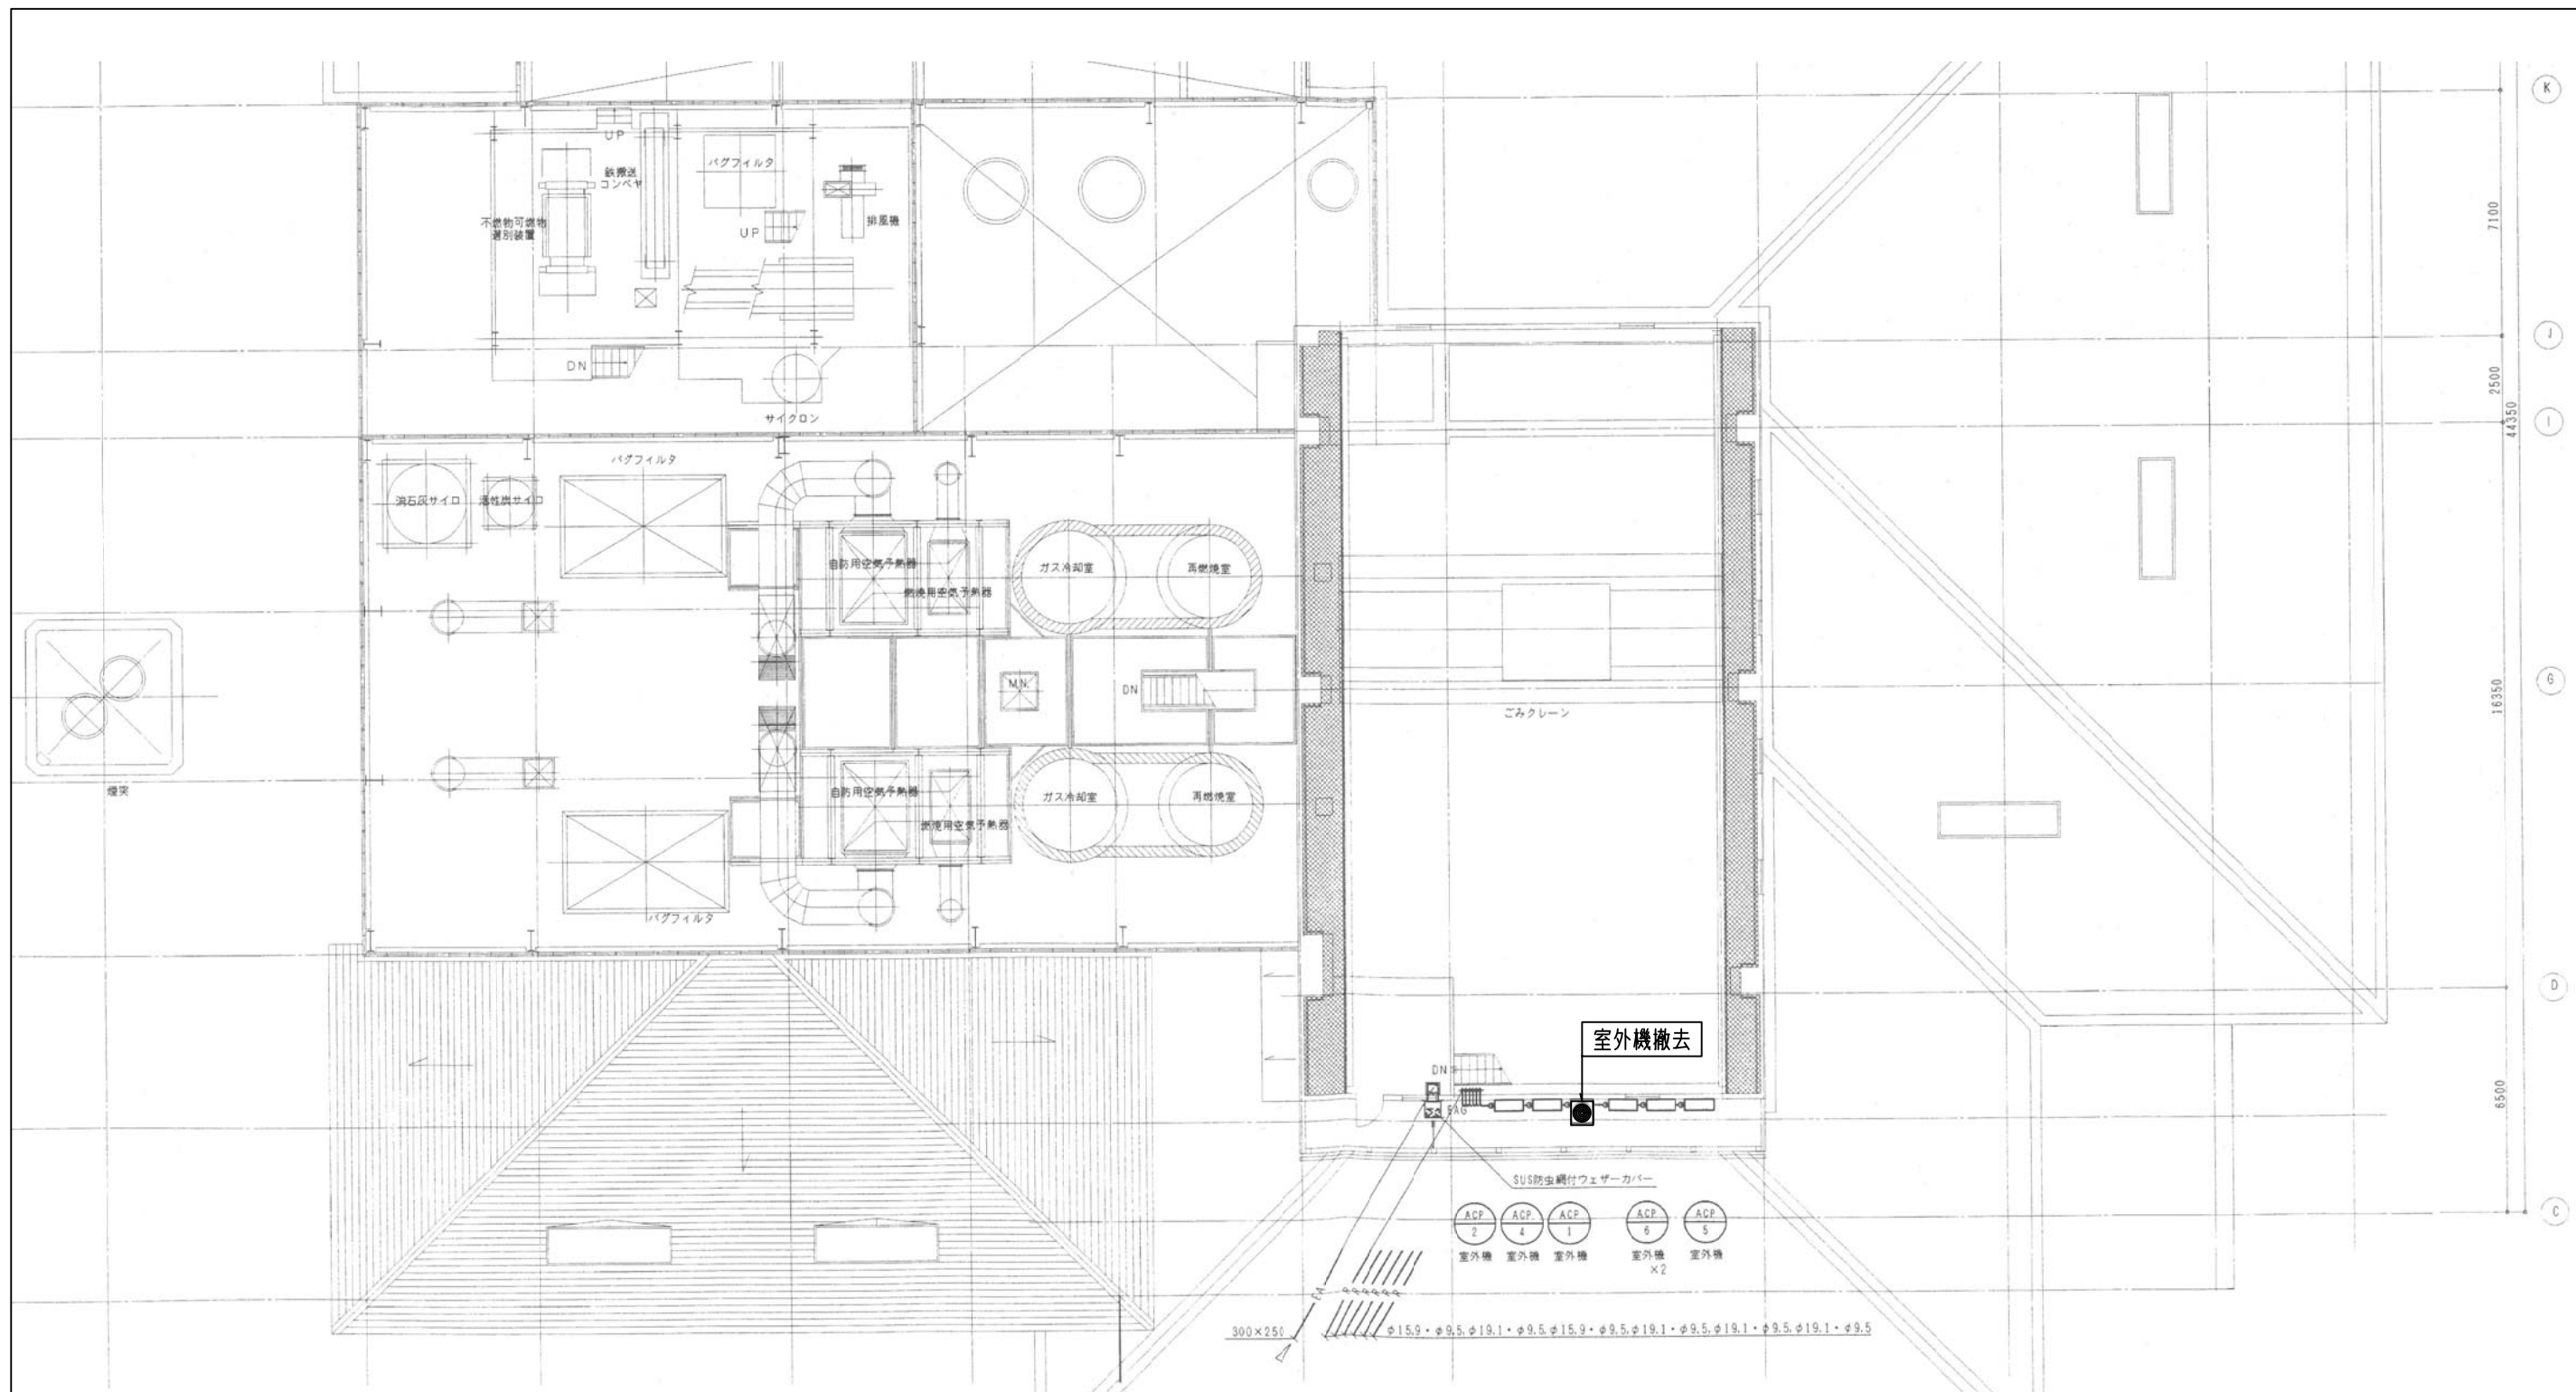 K
UP
バグフィルタ
鉄搬送
コンベヤ
不燃物可燃物
選別装置
UP
排風機
7100
J
DN
2500
サイクロン
I
44350
バグフィルタ
消石灰サイロ
活性炭サイロ
自防用空気予熱器
ガス冷却室
再燃焼室
燃焼用空気予熱器
M.N.
DN
G
16350
ごみクレーン
煙突
自防用空気予熱器
ガス冷却室
再燃焼室
燃焼用空気予熱器
バグフィルタ
D
室外機撤去
DN
6500
SUS防虫網付ウェザーカバー
ACP 2 室外機
ACP 4 室外機
ACP 1 室外機
ACP 6 室外機 ×2
ACP 5 室外機
C
EA
R R R R R R
300×250
φ15.9・φ9.5,φ19.1・φ9.5,φ15.9・φ9.5,φ19.1・φ9.5,φ19.1・φ9.5,φ19.1・φ9.5